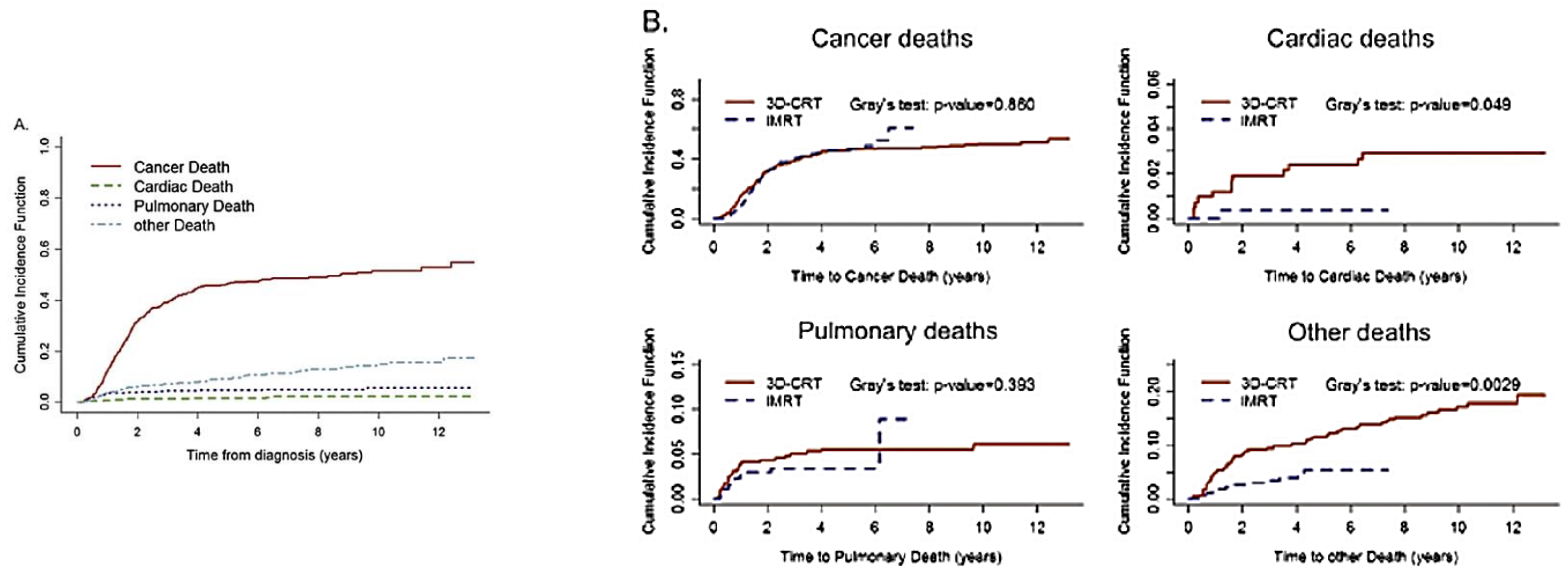 A.
Cumulative Incidence Function
1.0
0.8
0.6
0.4
0.2
0.0
Cancer Death
Cardiac Death
Pulmonary Death
other Death
0 2 4 6 8 10 12
Time from diagnosis (years)
B.
Cancer deaths
Cumulative Incidence Function
0.8
0.4
0.0
3D-CRT Gray's test: p-value=0.860
IMRT
0 2 4 6 8 10 12
Time to Cancer Death (years)
Cardiac deaths
Cumulative Incidence Function
0.06
0.04
0.02
0.00
3D-CRT Gray's test: p-value=0.049
IMRT
0 2 4 6 8 10 12
Time to Cardiac Death (years)
Pulmonary deaths
Cumulative Incidence Function
0.15
0.10
0.05
0.00
3D-CRT Gray's test: p-value=0.393
IMRT
0 2 4 6 8 10 12
Time to Pulmonary Death (years)
Other deaths
Cumulative Incidence Function
0.20
0.10
0.00
3D-CRT Gray's test: p-value=0.0029
IMRT
0 2 4 6 8 10 12
Time to other Death (years)